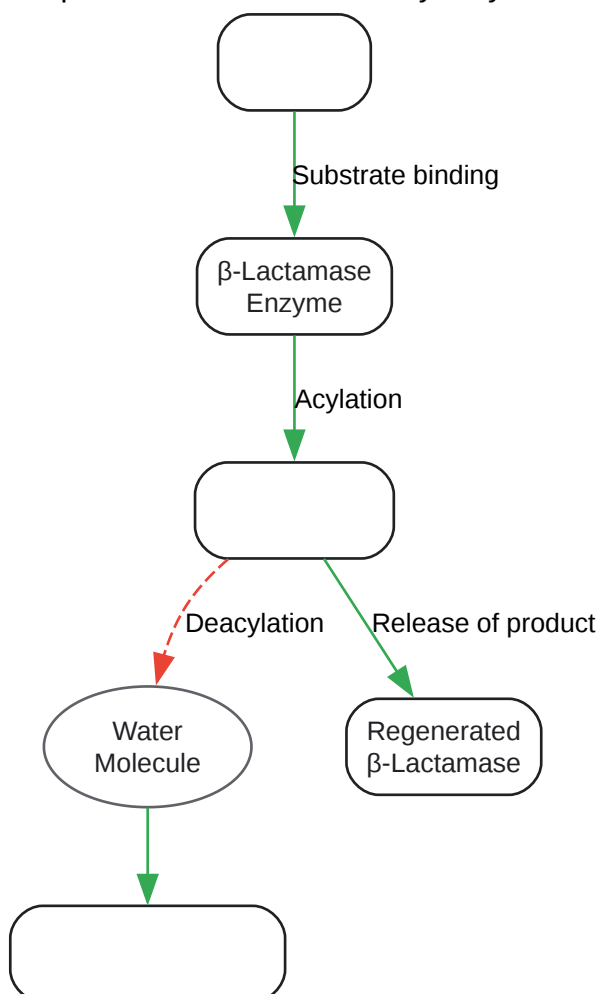 Substrate binding
β-Lactamase
Enzyme
Acylation
Deacylation
Release of product
Water
Molecule
Regenerated
β-Lactamase